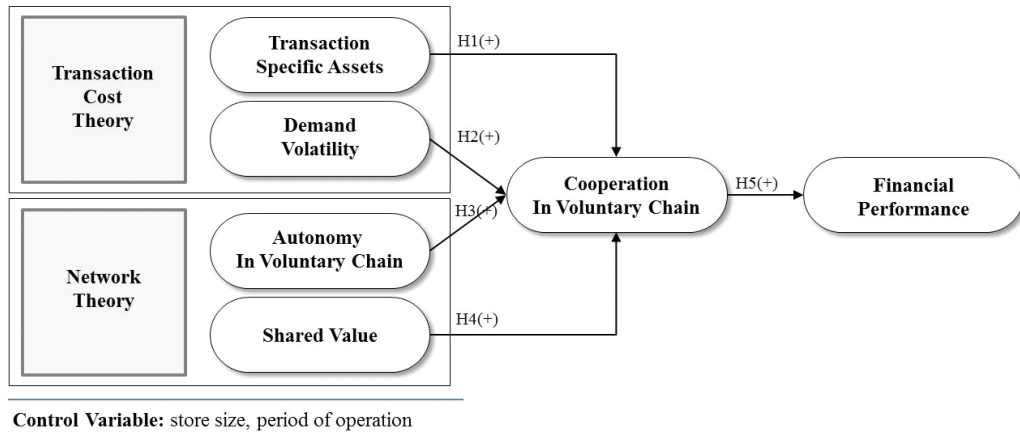 Transaction
Cost
Theory
Transaction
Specific Assets
H1(+)
Demand
Volatility
H2(+)
Network
Theory
Autonomy
In Voluntary Chain
H3(+)
Shared Value
H4(+)
Cooperation
In Voluntary Chain
H5(+)
Financial
Performance
Control Variable: store size, period of operation